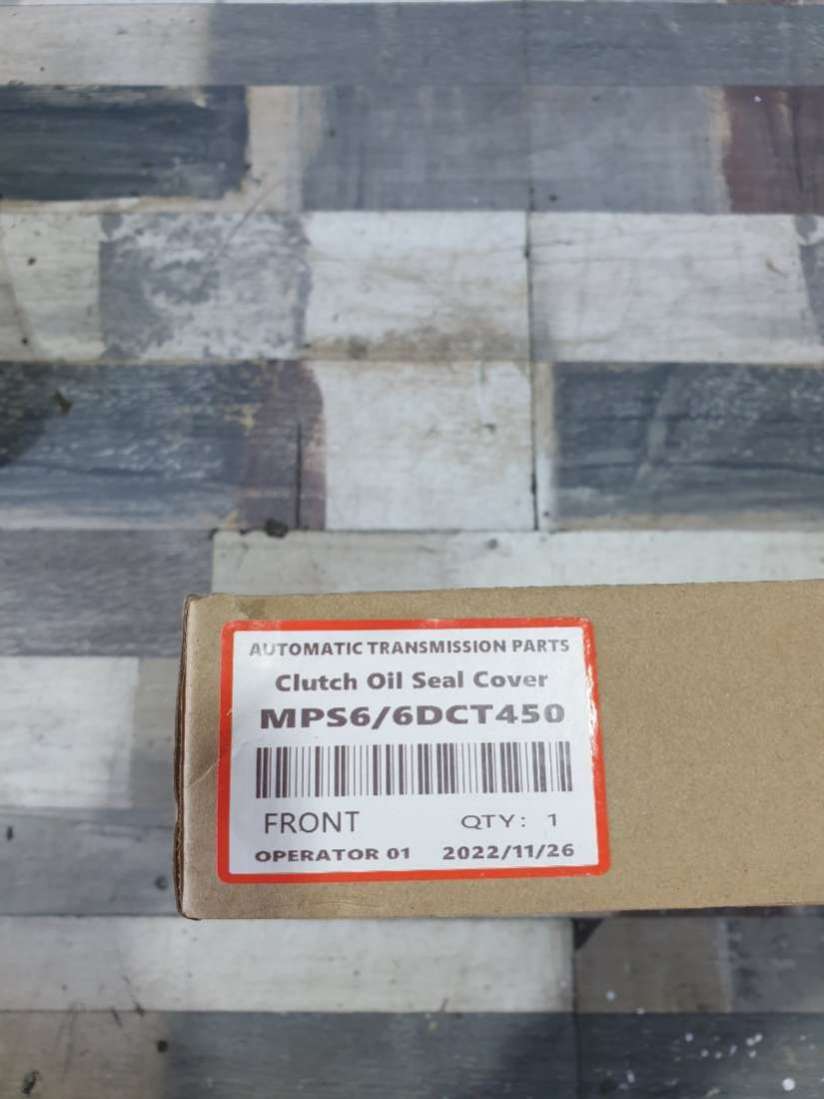 AUTOMATIC TRANSMISSION PARTS
Clutch Oil Seal Cover
MPS6/6DCT450
FRONT QTY: 1
OPERATOR 01 2022/11/26